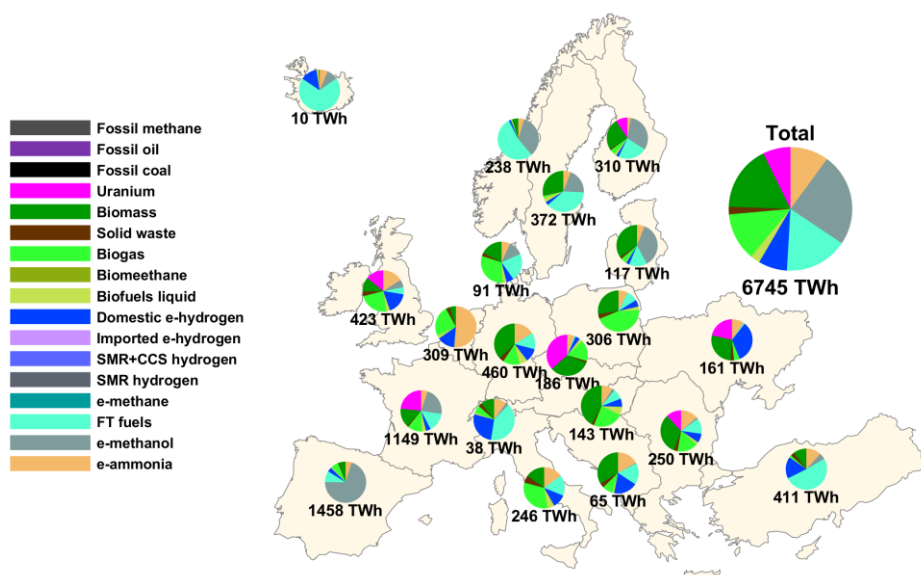 Fossil methane
Fossil oil
Fossil coal
Uranium
Biomass
Solid waste
Biogas
Biomeethane
Biofuels liquid
Domestic e-hydrogen
Imported e-hydrogen
SMR+CCS hydrogen
SMR hydrogen
e-methane
FT fuels
e-methanol
e-ammonia
10 TWh
238 TWh
310 TWh
372 TWh
Total
6745 TWh
117 TWh
91 TWh
423 TWh
309 TWh
306 TWh
460 TWh
186 TWh
161 TWh
1149 TWh
38 TWh
143 TWh
250 TWh
1458 TWh
246 TWh
65 TWh
411 TWh